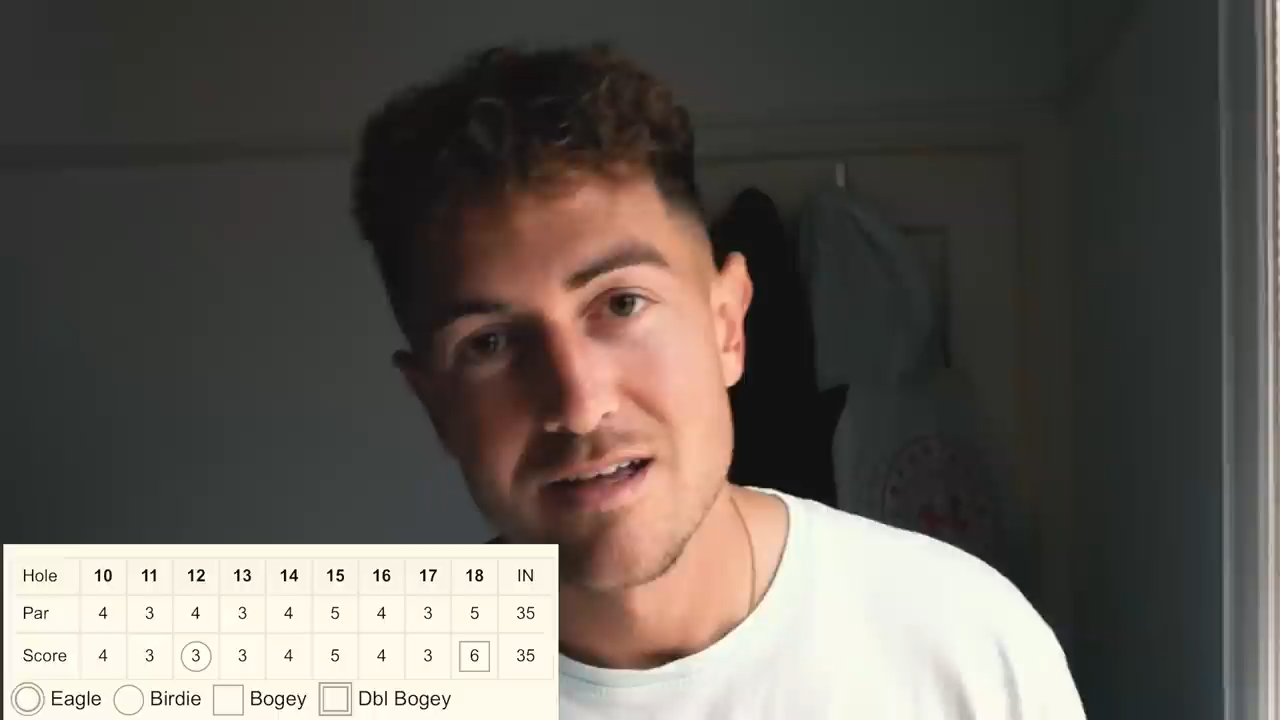 Hole 10 11 12 13 14 15 16 17 18 IN
Par 4 3 4 3 4 5 4 3 5 35
Score 4 3 3 3 4 5 4 3 6 35
Eagle Birdie Bogey Dbl Bogey